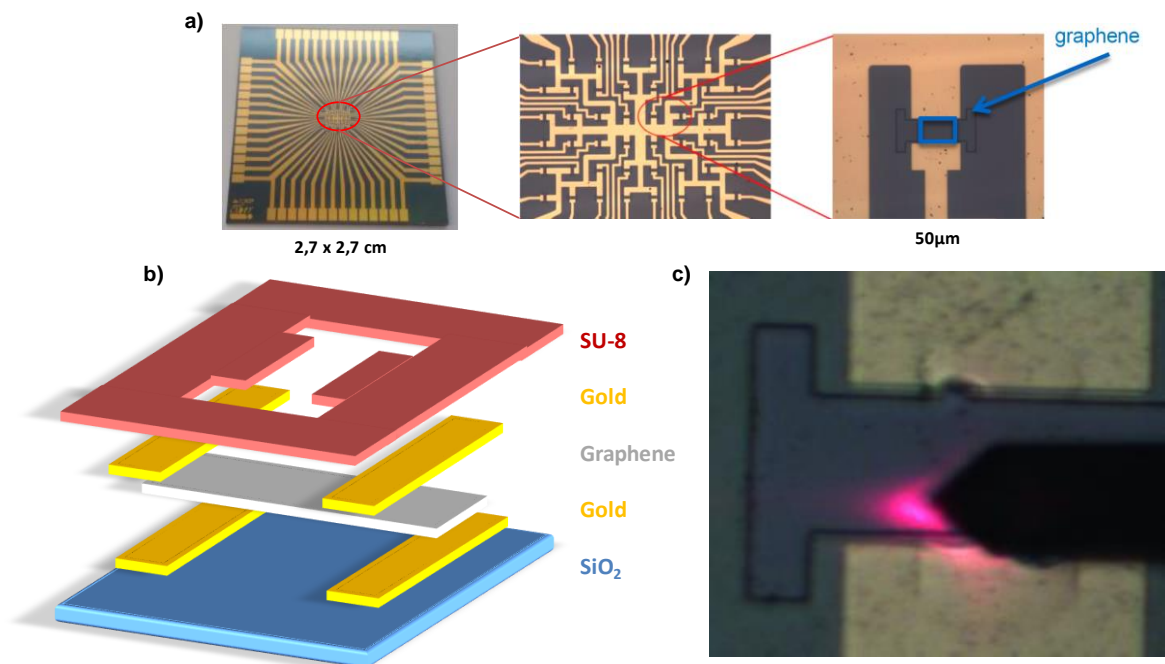 a)
graphene
2,7 x 2,7 cm
50µm
b)
c)
SU-8
Gold
Graphene
Gold
SiO₂